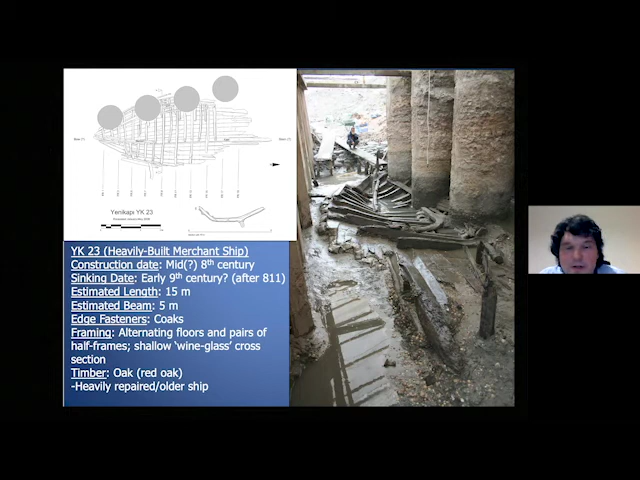 Yenikapı YK 23
YK 23 (Heavily-Built Merchant Ship)
Construction date: Mid(?) 8th century
Sinking Date: Early 9th century? (after 811)
Estimated Length: 15 m
Estimated Beam: 5 m
Edge Fasteners: Coaks
Framing: Alternating floors and pairs of
half-frames; shallow ‘wine-glass’ cross
section
Timber: Oak (red oak)
-Heavily repaired/older ship